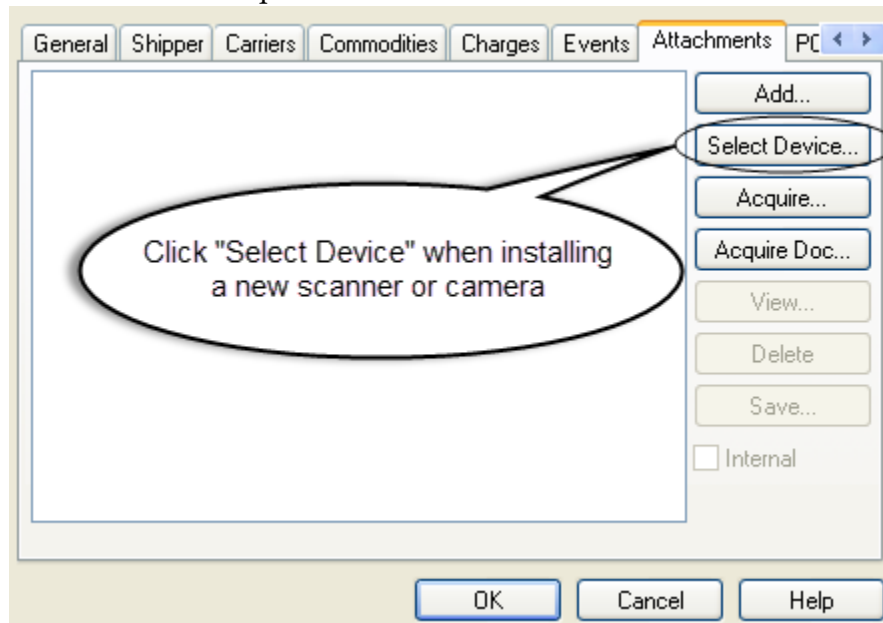 General Shipper Carriers Commodities Charges Events Attachments
Add...
Select Device...
Acquire...
Click "Select Device" when installing
a new scanner or camera
Acquire Doc...
View...
Delete
Save...
Internal
OK Cancel Help